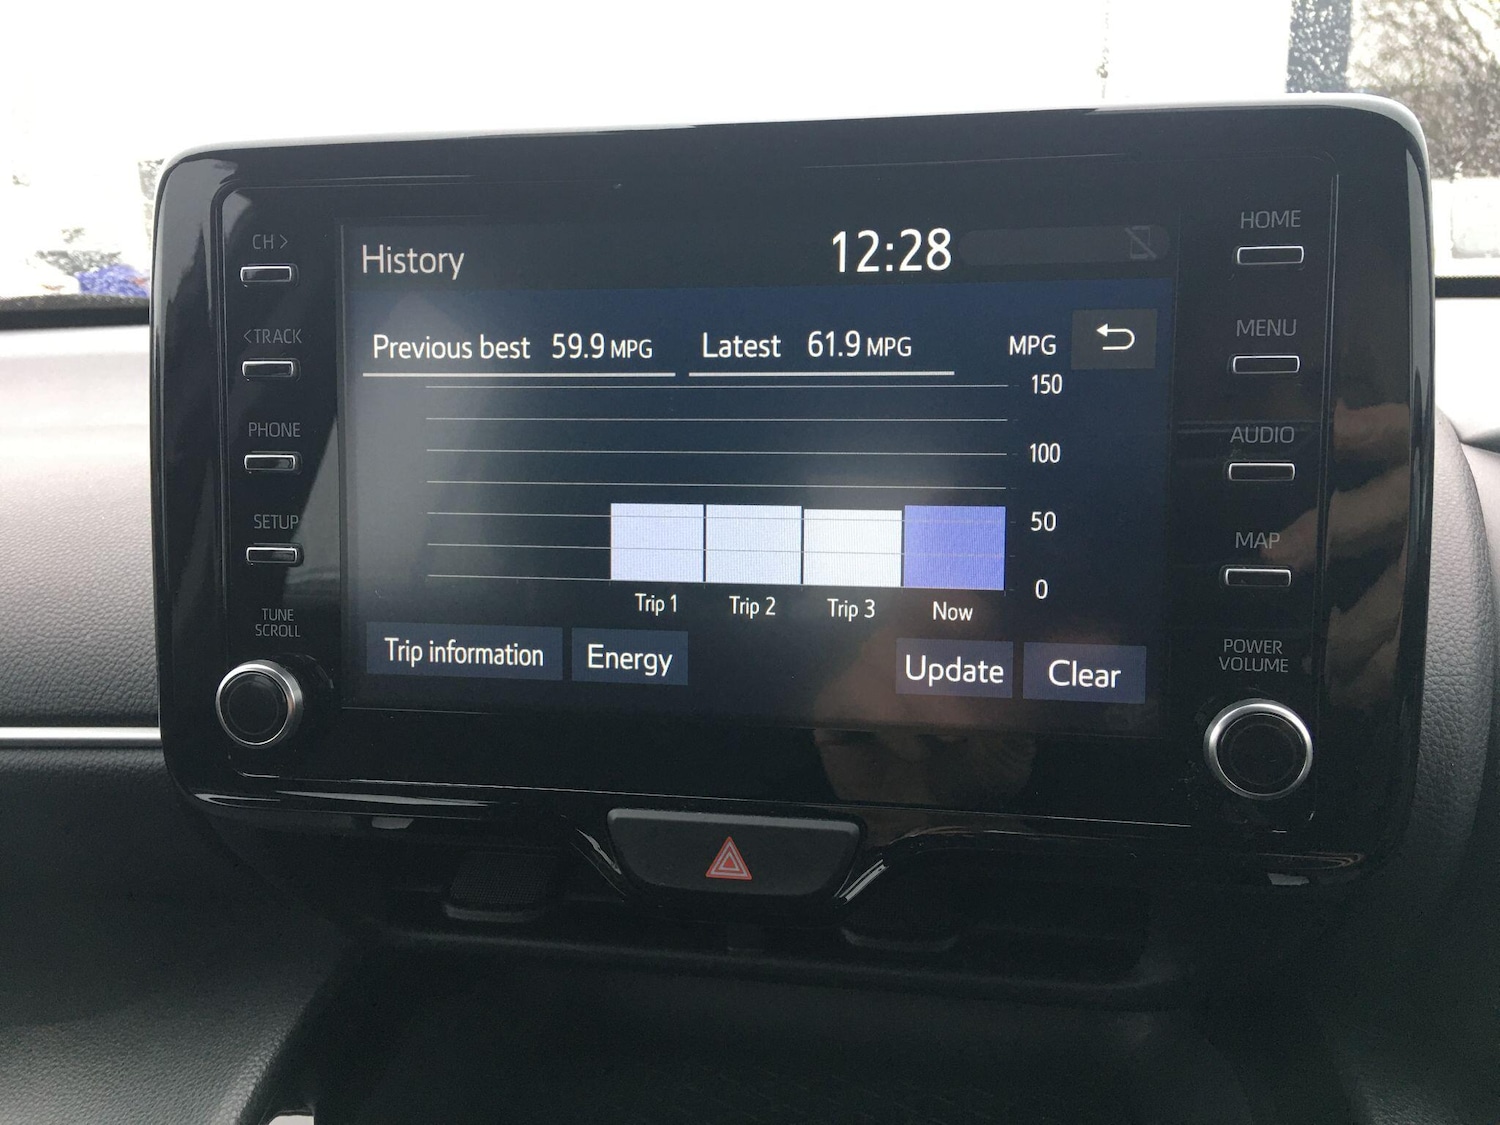 CH >
<TRACK
PHONE
SETUP
TUNE
SCROLL
History
12:28
Previous best 59.9 MPG
Latest 61.9 MPG
MPG
150
100
50
0
Trip 1
Trip 2
Trip 3
Now
Trip information
Energy
Update
Clear
HOME
MENU
AUDIO
MAP
POWER
VOLUME